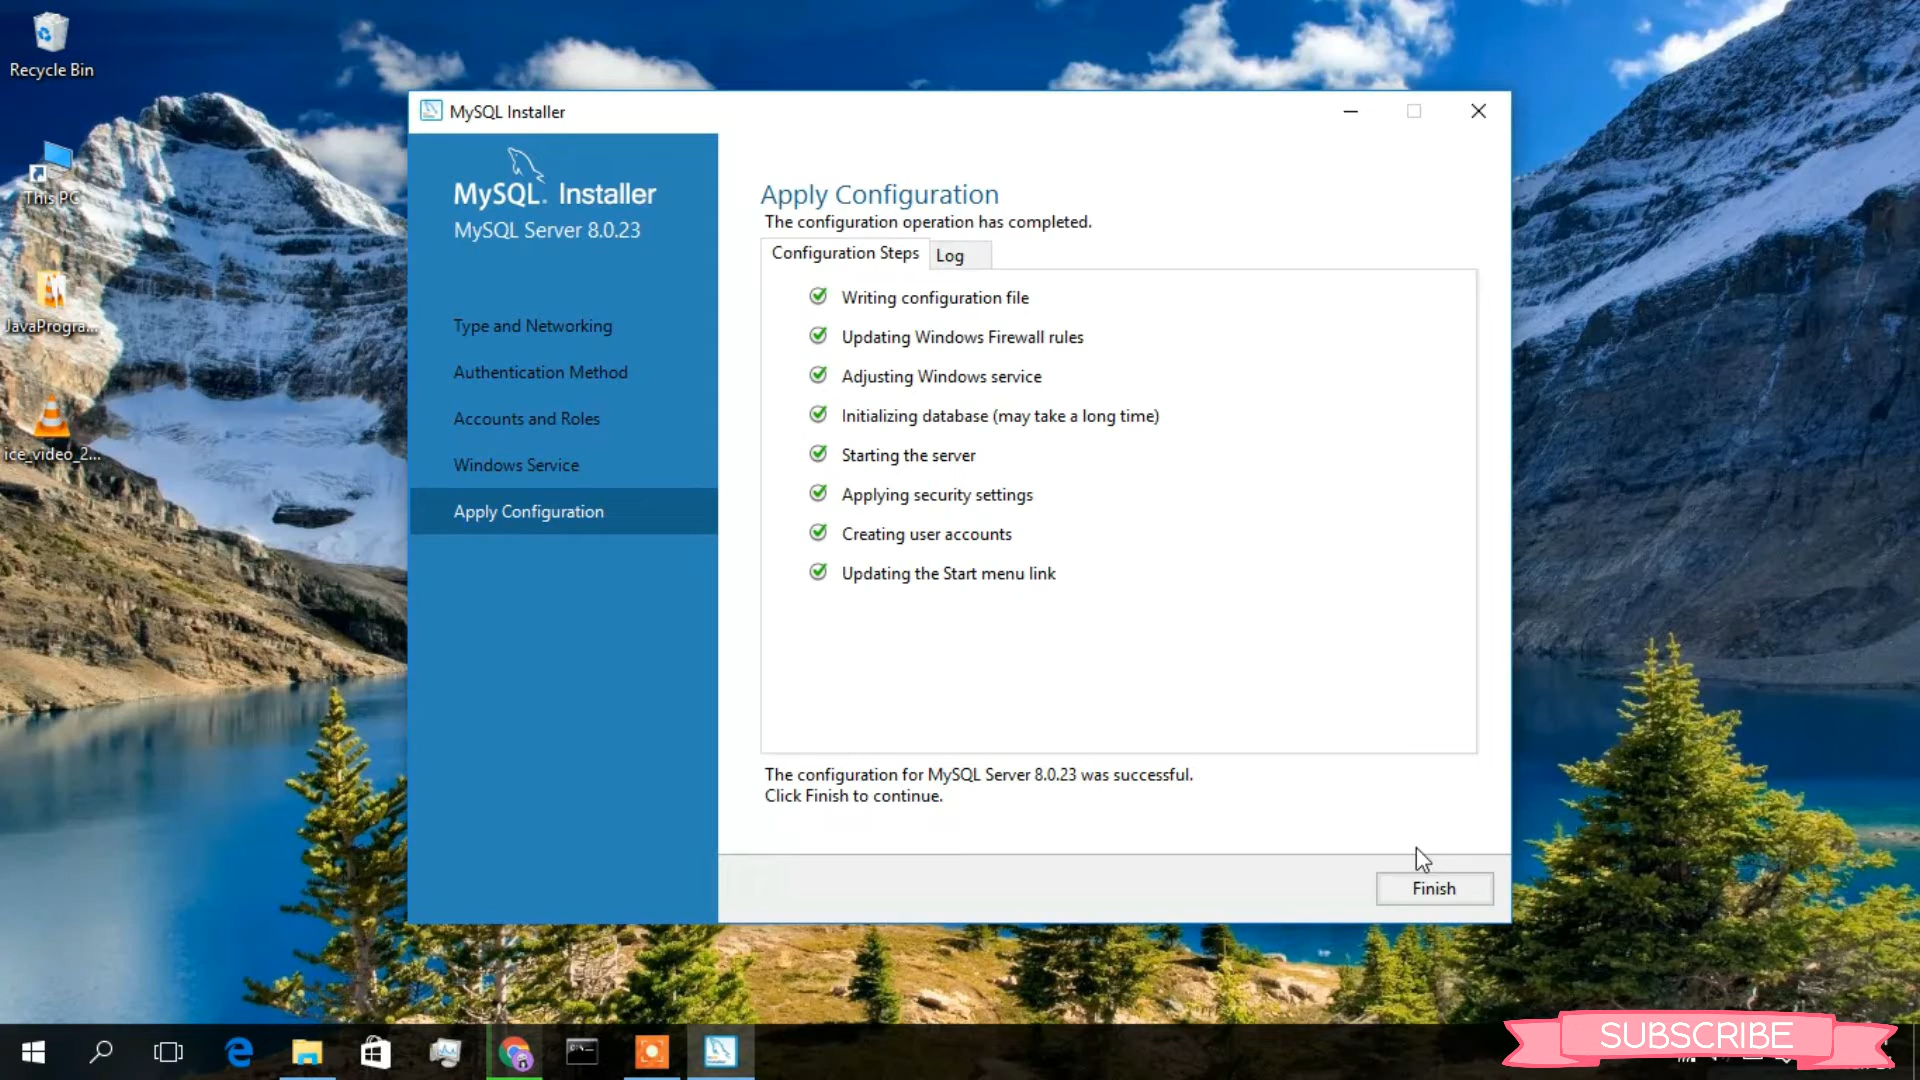 Recycle Bin
This PC
JavaProgra...
ice_video_2...
MySQL Installer
MySQL. Installer
MySQL Server 8.0.23
Type and Networking
Authentication Method
Accounts and Roles
Windows Service
Apply Configuration
Apply Configuration
The configuration operation has completed.
Configuration Steps
Log
Writing configuration file
Updating Windows Firewall rules
Adjusting Windows service
Initializing database (may take a long time)
Starting the server
Applying security settings
Creating user accounts
Updating the Start menu link
The configuration for MySQL Server 8.0.23 was successful.
Click Finish to continue.
Finish
SUBSCRIBE